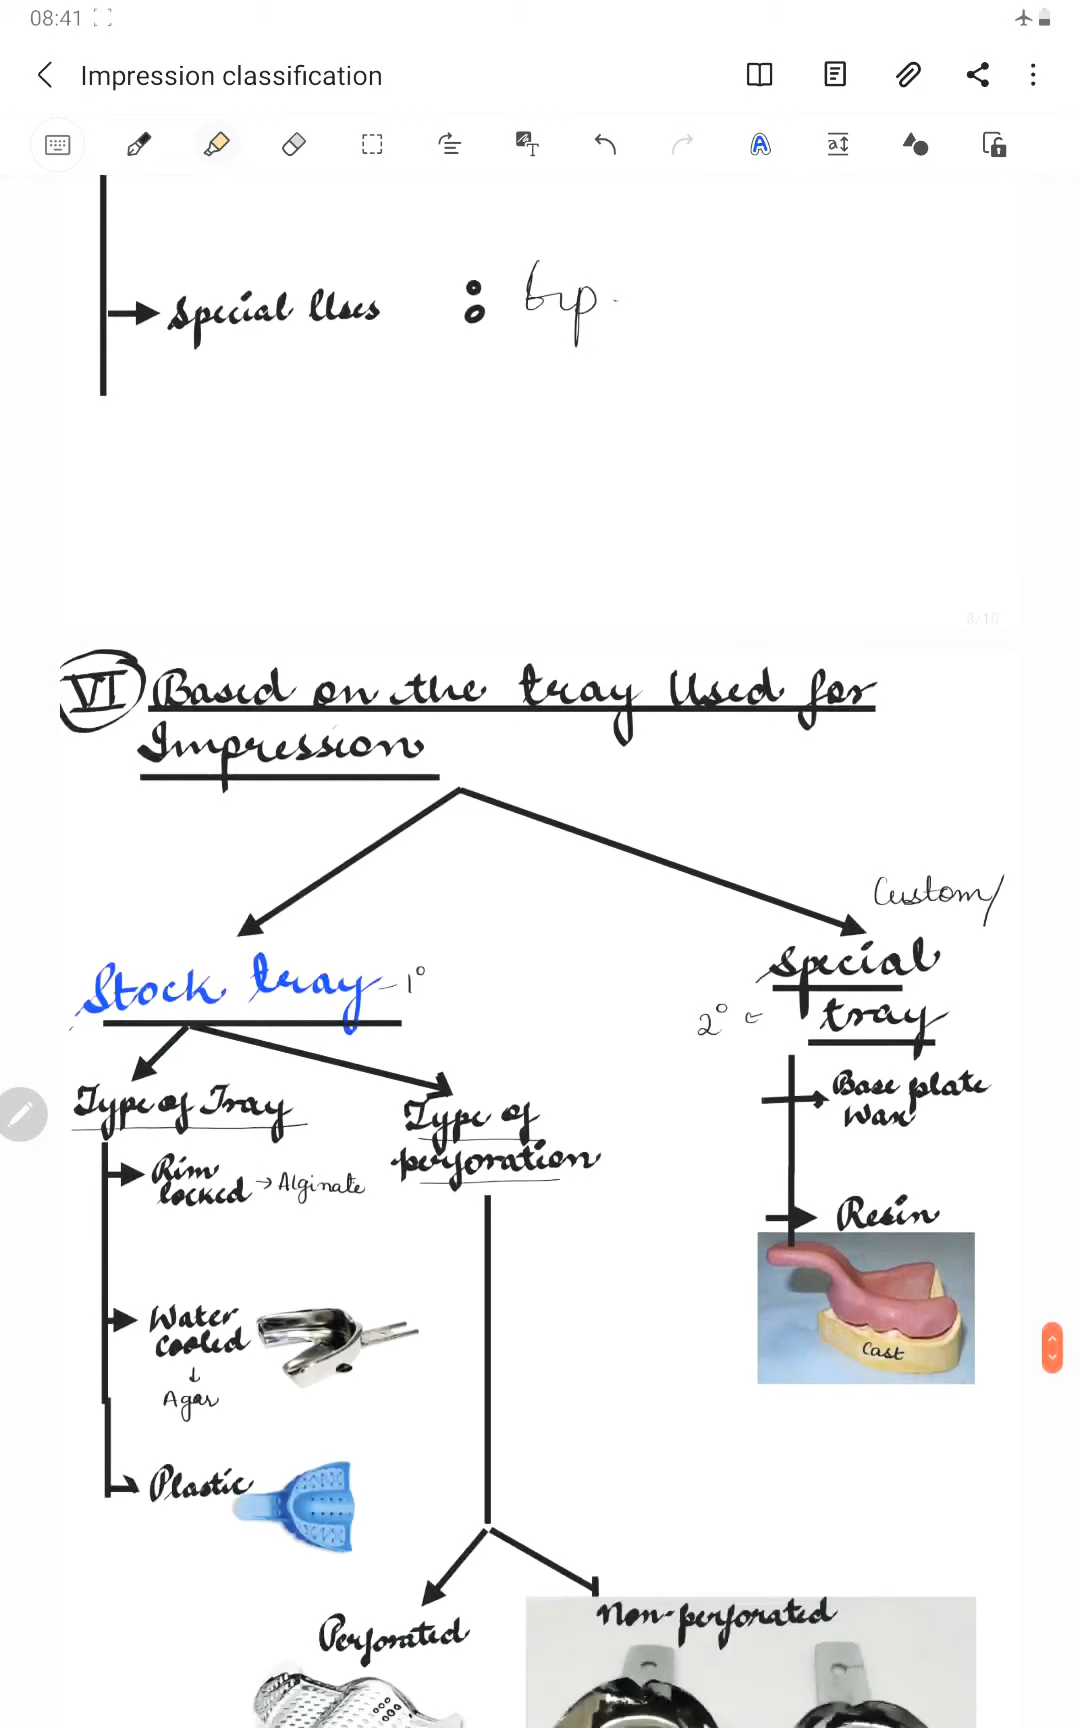 08:41
Impression classification
Special Uses :
8/10
VI Based on the tray Used for
Impression
Custom/
Stock tray - 1°
Special
2° tray
Type of Tray
Type of
perforation
Base plate
wax
Rim
locked → Alginate
Resin
Water
cooled
↓
Agar
Cast
Plastic
Perforated
Non-perforated